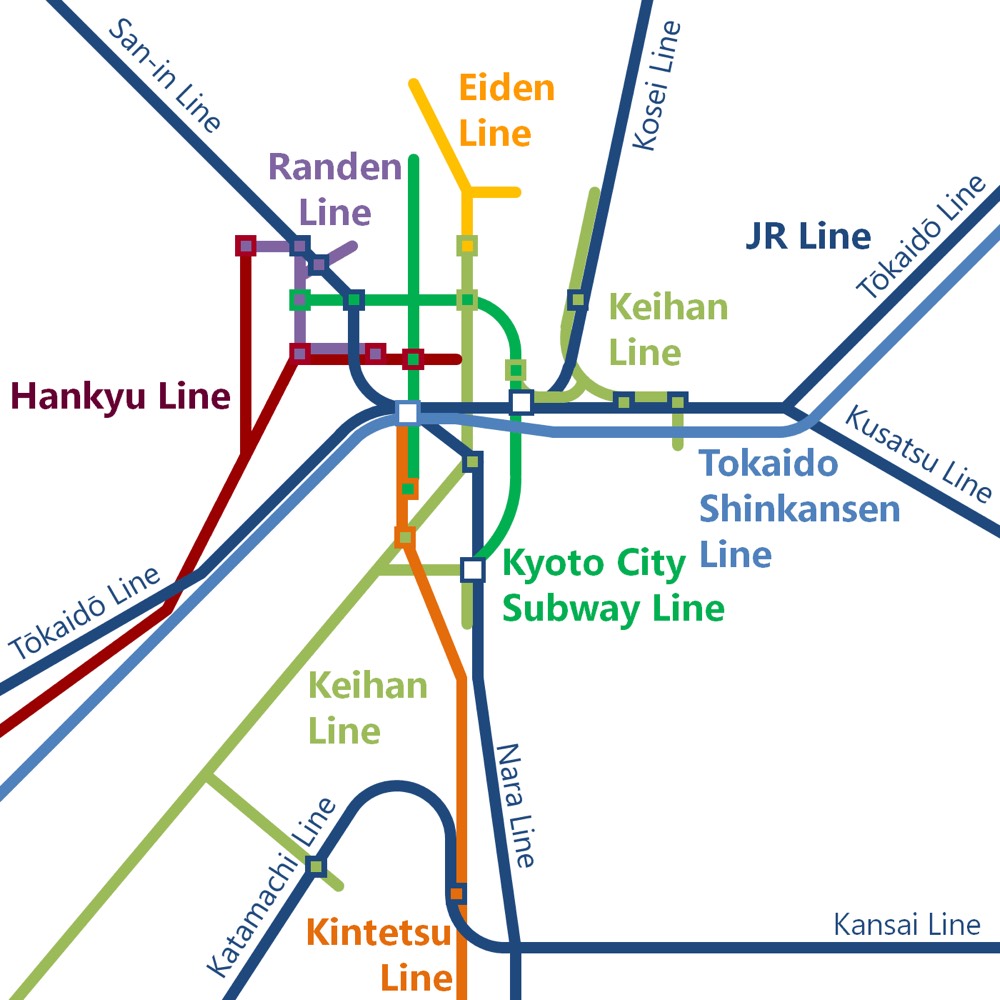 San-in Line
Eiden
Line
Kosei Line
Randen
Line
JR Line
Tōkaidō Line
Keihan
Line
Hankyu Line
Kusatsu Line
Tokaido
Shinkansen
Line
Kyoto City
Subway Line
Tōkaidō Line
Keihan
Line
Nara Line
Katamachi Line
Kintetsu
Line
Kansai Line